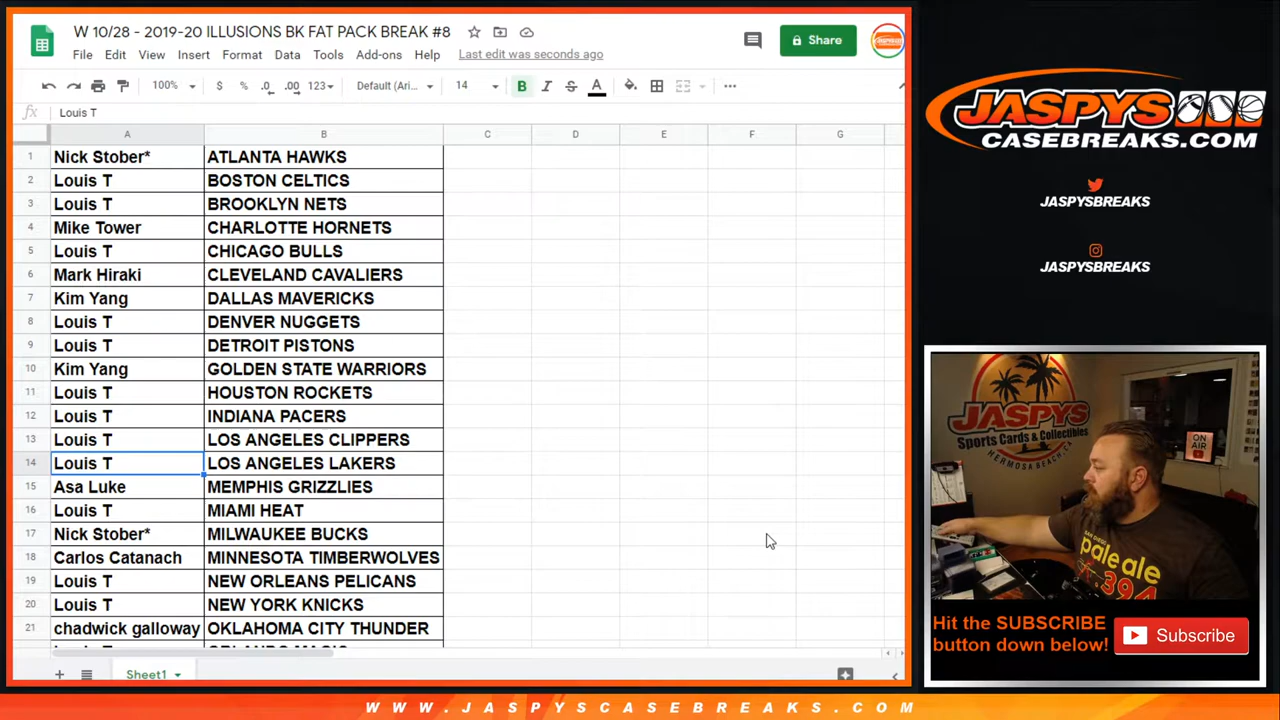 W 10/28 - 2019-20 ILLUSIONS BK FAT PACK BREAK #8
File Edit View Insert Format Data Tools Add-ons Help Last edit was seconds ago
Share
100% $ % .0 .00 123 Default (Ari... 14 B I S A
fx Louis T
A B C D E F G
1 Nick Stober* ATLANTA HAWKS
2 Louis T BOSTON CELTICS
3 Louis T BROOKLYN NETS
4 Mike Tower CHARLOTTE HORNETS
5 Louis T CHICAGO BULLS
6 Mark Hiraki CLEVELAND CAVALIERS
7 Kim Yang DALLAS MAVERICKS
8 Louis T DENVER NUGGETS
9 Louis T DETROIT PISTONS
10 Kim Yang GOLDEN STATE WARRIORS
11 Louis T HOUSTON ROCKETS
12 Louis T INDIANA PACERS
13 Louis T LOS ANGELES CLIPPERS
14 Louis T LOS ANGELES LAKERS
15 Asa Luke MEMPHIS GRIZZLIES
16 Louis T MIAMI HEAT
17 Nick Stober* MILWAUKEE BUCKS
18 Carlos Catanach MINNESOTA TIMBERWOLVES
19 Louis T NEW ORLEANS PELICANS
20 Louis T NEW YORK KNICKS
21 chadwick galloway OKLAHOMA CITY THUNDER
Louis T ORLANDO MAGIC
Sheet1
JASPYS
CASEBREAKS.COM
JASPYSBREAKS
JASPYSBREAKS
JASPYS
Sports Cards & Collectibles
HERMOSA BEACH, CA
ON AIR
SAN DIEGO
pale ale
.394
Hit the SUBSCRIBE
button down below!
Subscribe
WWW.JASPYSCASEBREAKS.COM